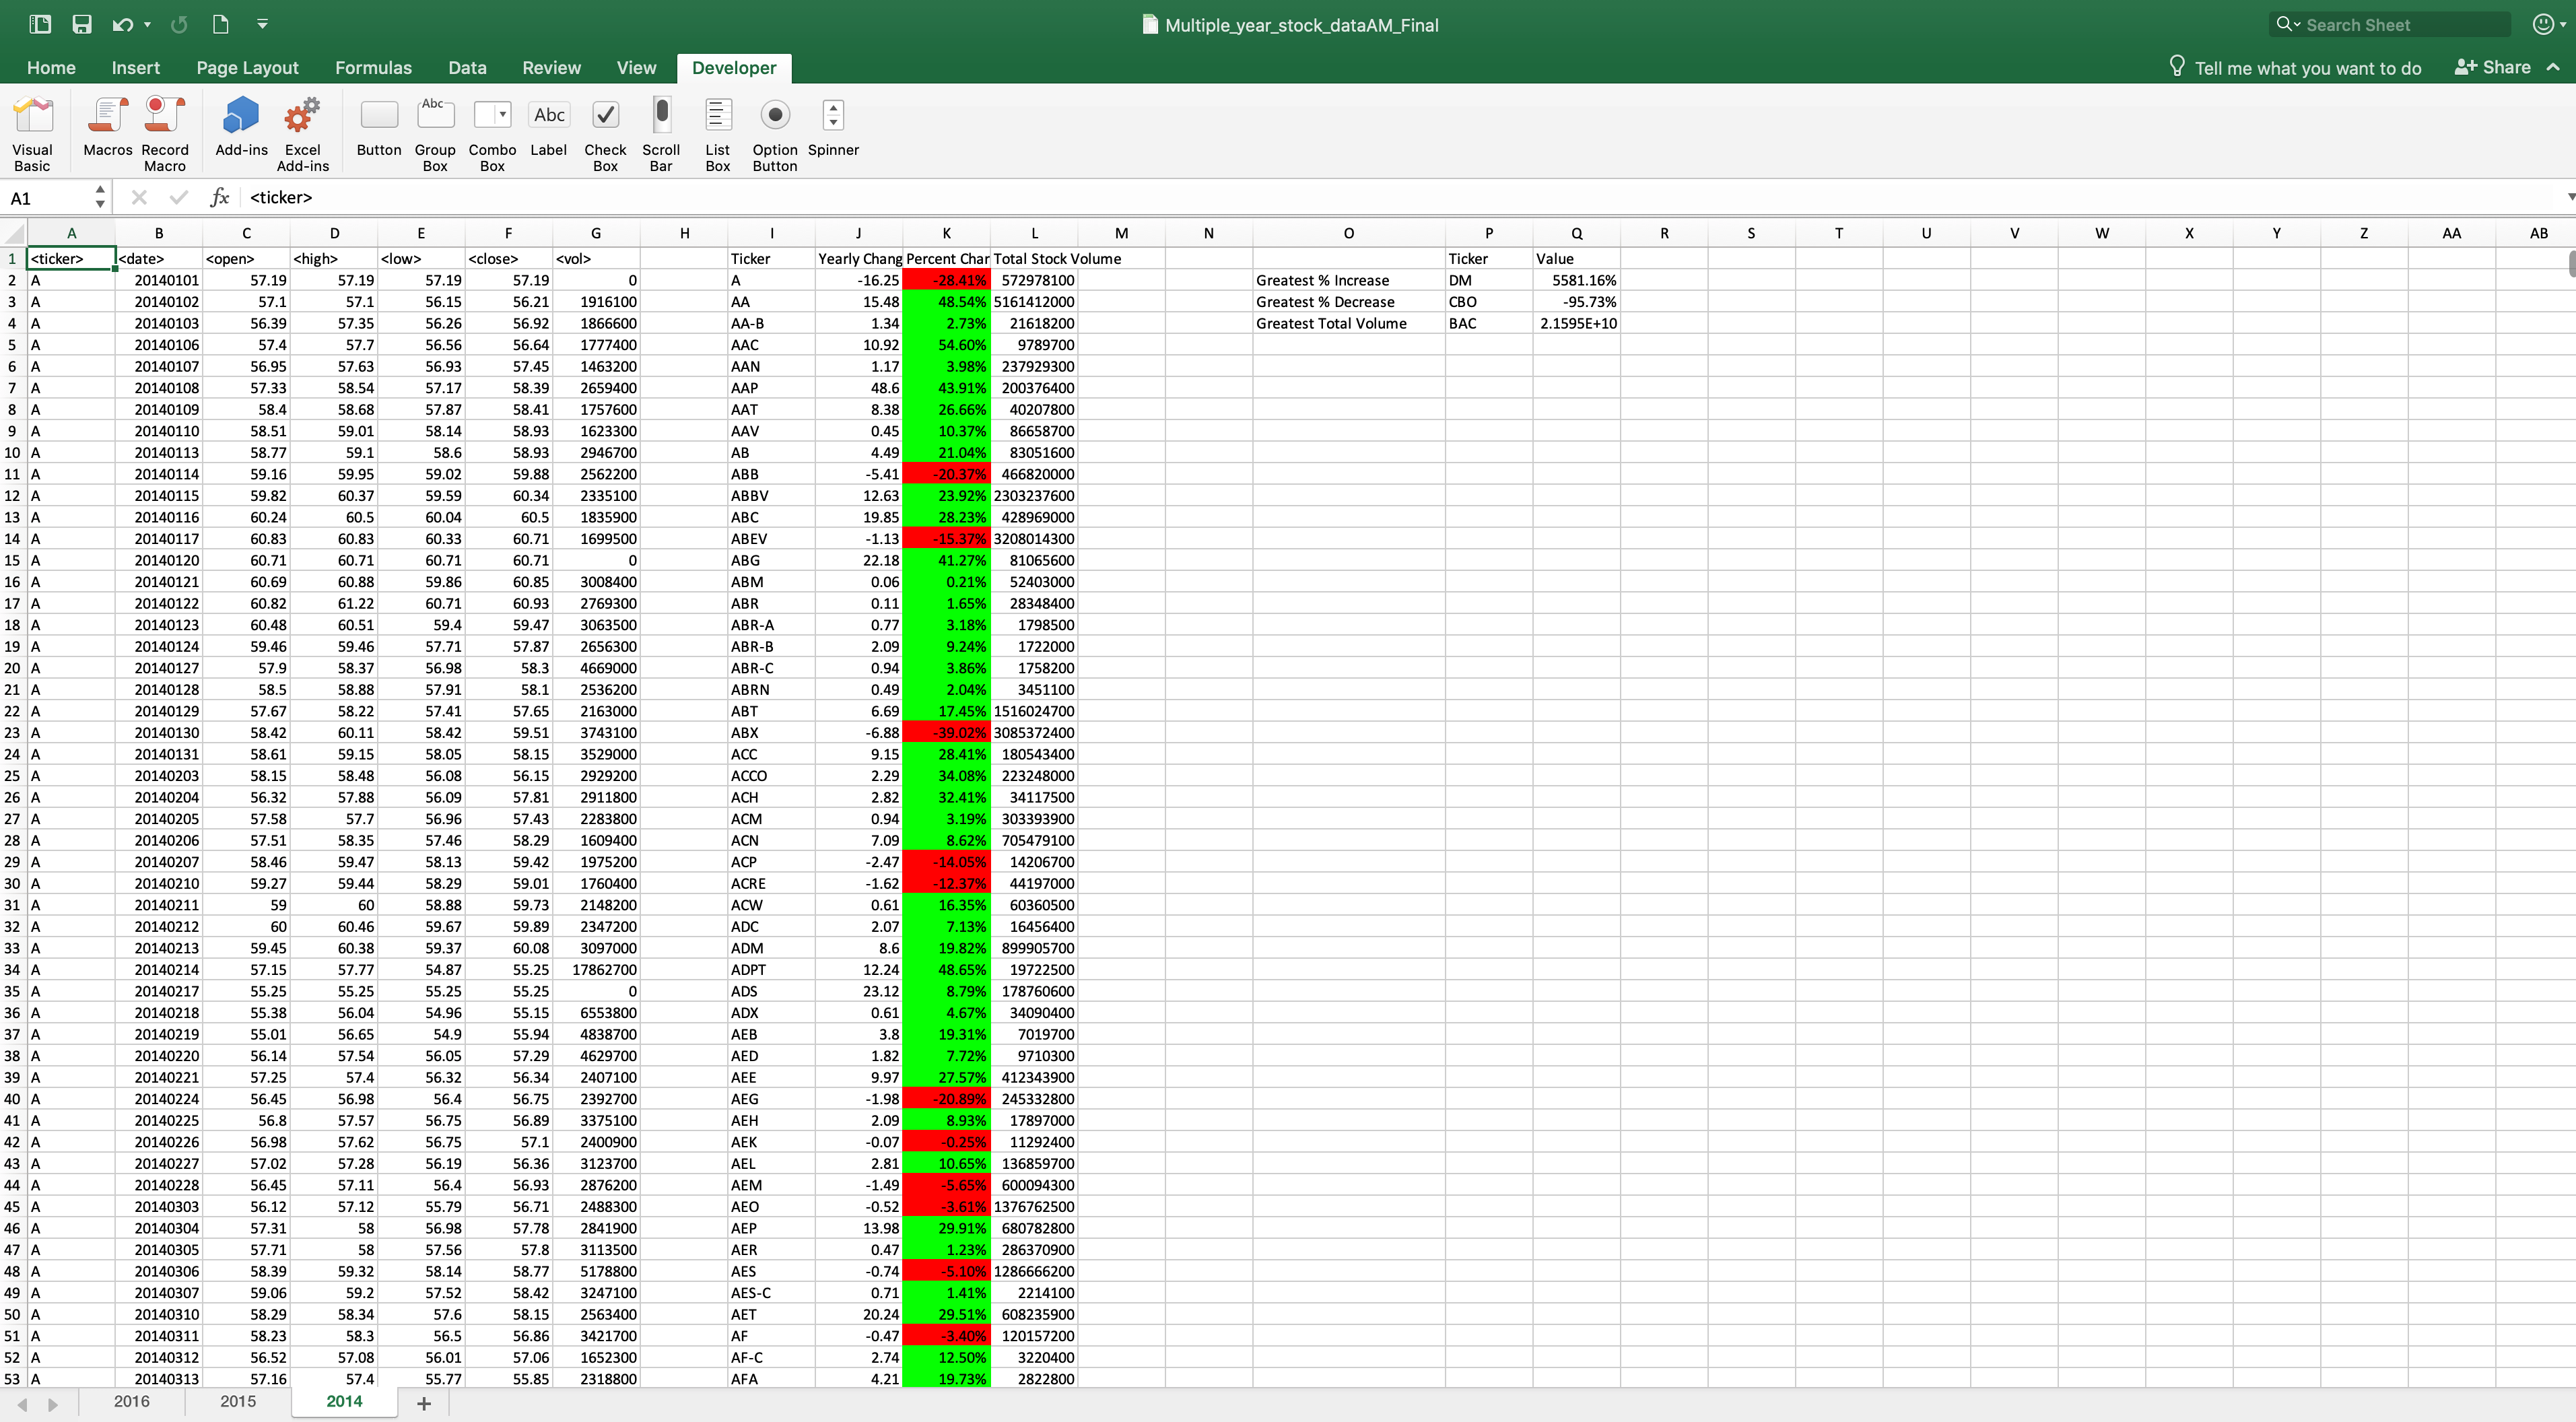 Multiple_year_stock_dataAM_Final
Search Sheet
Home Insert Page Layout Formulas Data Review View Developer
Tell me what you want to do Share
Visual Basic Macros Record Macro Add-ins Excel Add-ins Button Abc Group Box Combo Box Abc Label Check Box Scroll Bar List Box Option Button Spinner
A1 fx <ticker>
A B C D E F G H I J K L M N O P Q R S T U V W X Y Z AA AB
1 <ticker> <date> <open> <high> <low> <close> <vol> Ticker Yearly Chang Percent Char Total Stock Volume Ticker Value
2 A 20140101 57.19 57.19 57.19 57.19 0 A -16.25 -28.41% 572978100 Greatest % Increase DM 5581.16%
3 A 20140102 57.1 57.1 56.15 56.21 1916100 AA 15.48 48.54% 5161412000 Greatest % Decrease CBO -95.73%
4 A 20140103 56.39 57.35 56.26 56.92 1866600 AA-B 1.34 2.73% 21618200 Greatest Total Volume BAC 2.1595E+10
5 A 20140106 57.4 57.7 56.56 56.64 1777400 AAC 10.92 54.60% 9789700
6 A 20140107 56.95 57.63 56.93 57.45 1463200 AAN 1.17 3.98% 237929300
7 A 20140108 57.33 58.54 57.17 58.39 2659400 AAP 48.6 43.91% 200376400
8 A 20140109 58.4 58.68 57.87 58.41 1757600 AAT 8.38 26.66% 40207800
9 A 20140110 58.51 59.01 58.14 58.93 1623300 AAV 0.45 10.37% 86658700
10 A 20140113 58.77 59.1 58.6 58.93 2946700 AB 4.49 21.04% 83051600
11 A 20140114 59.16 59.95 59.02 59.88 2562200 ABB -5.41 -20.37% 466820000
12 A 20140115 59.82 60.37 59.59 60.34 2335100 ABBV 12.63 23.92% 2303237600
13 A 20140116 60.24 60.5 60.04 60.5 1835900 ABC 19.85 28.23% 428969000
14 A 20140117 60.83 60.83 60.33 60.71 1699500 ABEV -1.13 -15.37% 3208014300
15 A 20140120 60.71 60.71 60.71 60.71 0 ABG 22.18 41.27% 81065600
16 A 20140121 60.69 60.88 59.86 60.85 3008400 ABM 0.06 0.21% 52403000
17 A 20140122 60.82 61.22 60.71 60.93 2769300 ABR 0.11 1.65% 28348400
18 A 20140123 60.48 60.51 59.4 59.47 3063500 ABR-A 0.77 3.18% 1798500
19 A 20140124 59.46 59.46 57.71 57.87 2656300 ABR-B 2.09 9.24% 1722000
20 A 20140127 57.9 58.37 56.98 58.3 4669000 ABR-C 0.94 3.86% 1758200
21 A 20140128 58.5 58.88 57.91 58.1 2536200 ABRN 0.49 2.04% 3451100
22 A 20140129 57.67 58.22 57.41 57.65 2163000 ABT 6.69 17.45% 1516024700
23 A 20140130 58.42 60.11 58.42 59.51 3743100 ABX -6.88 -39.02% 3085372400
24 A 20140131 58.61 59.15 58.05 58.15 3529000 ACC 9.15 28.41% 180543400
25 A 20140203 58.15 58.48 56.08 56.15 2929200 ACCO 2.29 34.08% 223248000
26 A 20140204 56.32 57.88 56.09 57.81 2911800 ACH 2.82 32.41% 34117500
27 A 20140205 57.58 57.7 56.96 57.43 2283800 ACM 0.94 3.19% 303393900
28 A 20140206 57.51 58.35 57.46 58.29 1609400 ACN 7.09 8.62% 705479100
29 A 20140207 58.46 59.47 58.13 59.42 1975200 ACP -2.47 -14.05% 14206700
30 A 20140210 59.27 59.44 58.29 59.01 1760400 ACRE -1.62 -12.37% 44197000
31 A 20140211 59 60 58.88 59.73 2148200 ACW 0.61 16.35% 60360500
32 A 20140212 60 60.46 59.67 59.89 2347200 ADC 2.07 7.13% 16456400
33 A 20140213 59.45 60.38 59.37 60.08 3097000 ADM 8.6 19.82% 899905700
34 A 20140214 57.15 57.77 54.87 55.25 17862700 ADPT 12.24 48.65% 19722500
35 A 20140217 55.25 55.25 55.25 55.25 0 ADS 23.12 8.79% 178760600
36 A 20140218 55.38 56.04 54.96 55.15 6553800 ADX 0.61 4.67% 34090400
37 A 20140219 55.01 56.65 54.9 55.94 4838700 AEB 3.8 19.31% 7019700
38 A 20140220 56.14 57.54 56.05 57.29 4629700 AED 1.82 7.72% 9710300
39 A 20140221 57.25 57.4 56.32 56.34 2407100 AEE 9.97 27.57% 412343900
40 A 20140224 56.45 56.98 56.4 56.75 2392700 AEG -1.98 -20.89% 245332800
41 A 20140225 56.8 57.57 56.75 56.89 3375100 AEH 2.09 8.93% 17897000
42 A 20140226 56.98 57.62 56.75 57.1 2400900 AEK -0.07 -0.25% 11292400
43 A 20140227 57.02 57.28 56.19 56.36 3123700 AEL 2.81 10.65% 136859700
44 A 20140228 56.45 57.11 56.4 56.93 2876200 AEM -1.49 -5.65% 600094300
45 A 20140303 56.12 57.12 55.79 56.71 2488300 AEO -0.52 -3.61% 1376762500
46 A 20140304 57.31 58 56.98 57.78 2841900 AEP 13.98 29.91% 680782800
47 A 20140305 57.71 58 57.56 57.8 3113500 AER 0.47 1.23% 286370900
48 A 20140306 58.39 59.32 58.14 58.77 5178800 AES -0.74 -5.10% 1286666200
49 A 20140307 59.06 59.2 57.52 58.42 3247100 AES-C 0.71 1.41% 2214100
50 A 20140310 58.29 58.34 57.6 58.15 2563400 AET 20.24 29.51% 608235900
51 A 20140311 58.23 58.3 56.5 56.86 3421700 AF -0.47 -3.40% 120157200
52 A 20140312 56.52 57.08 56.01 57.06 1652300 AF-C 2.74 12.50% 3220400
53 A 20140313 57.16 57.4 55.77 55.85 2318800 AFA 4.21 19.73% 2822800
2016 2015 2014 +